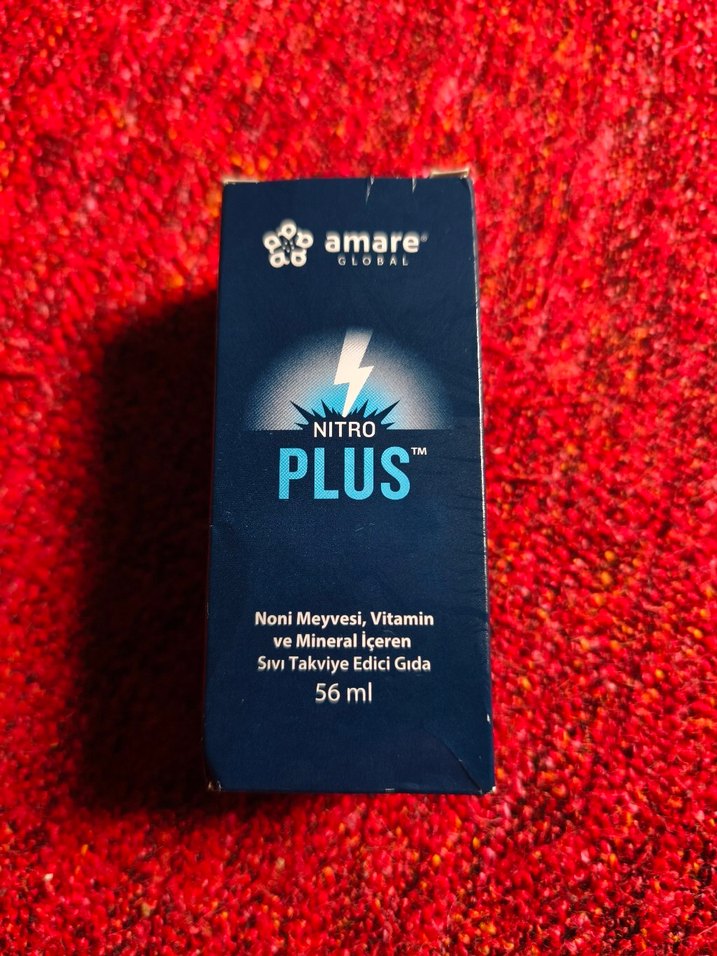 amare®
GLOBAL
NITRO
PLUS™
Noni Meyvesi, Vitamin
ve Mineral İçeren
Sıvı Takviye Edici Gıda
56 ml